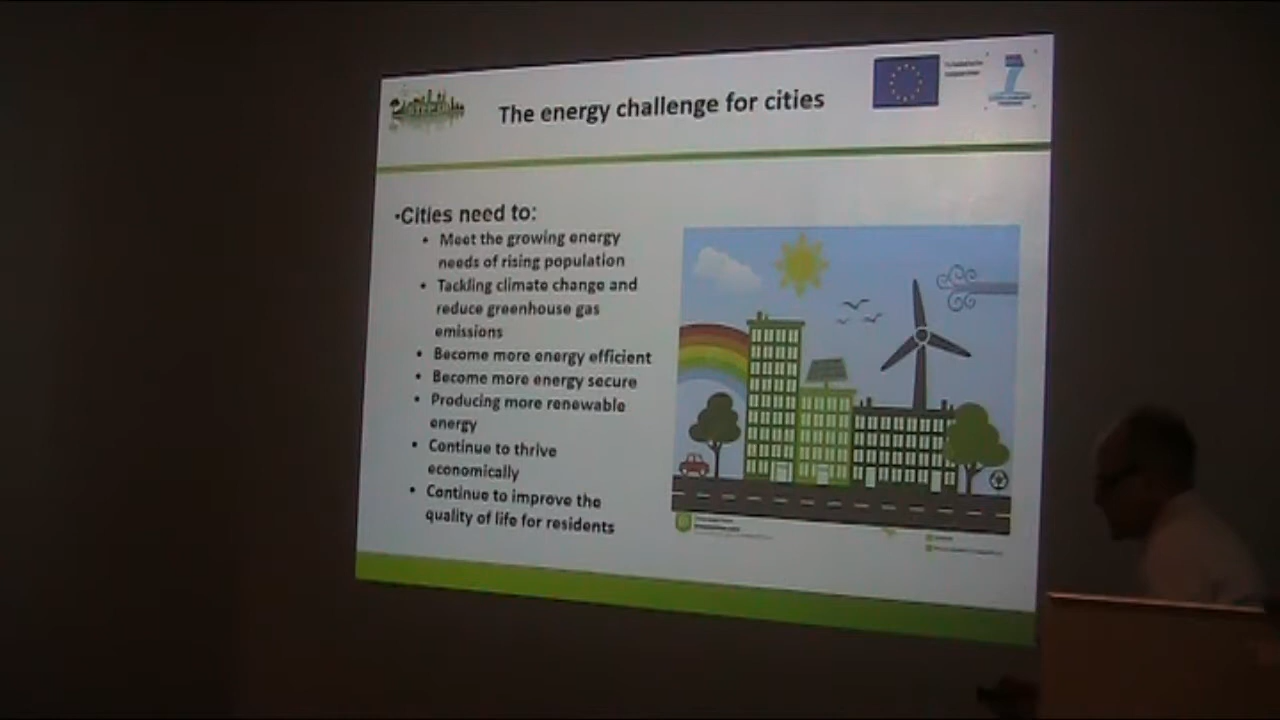 The energy challenge for cities
•Cities need to:
• Meet the growing energy
needs of rising population
• Tackling climate change and
reduce greenhouse gas
emissions
• Become more energy efficient
• Become more energy secure
• Producing more renewable
energy
• Continue to thrive
economically
• Continue to improve the
quality of life for residents